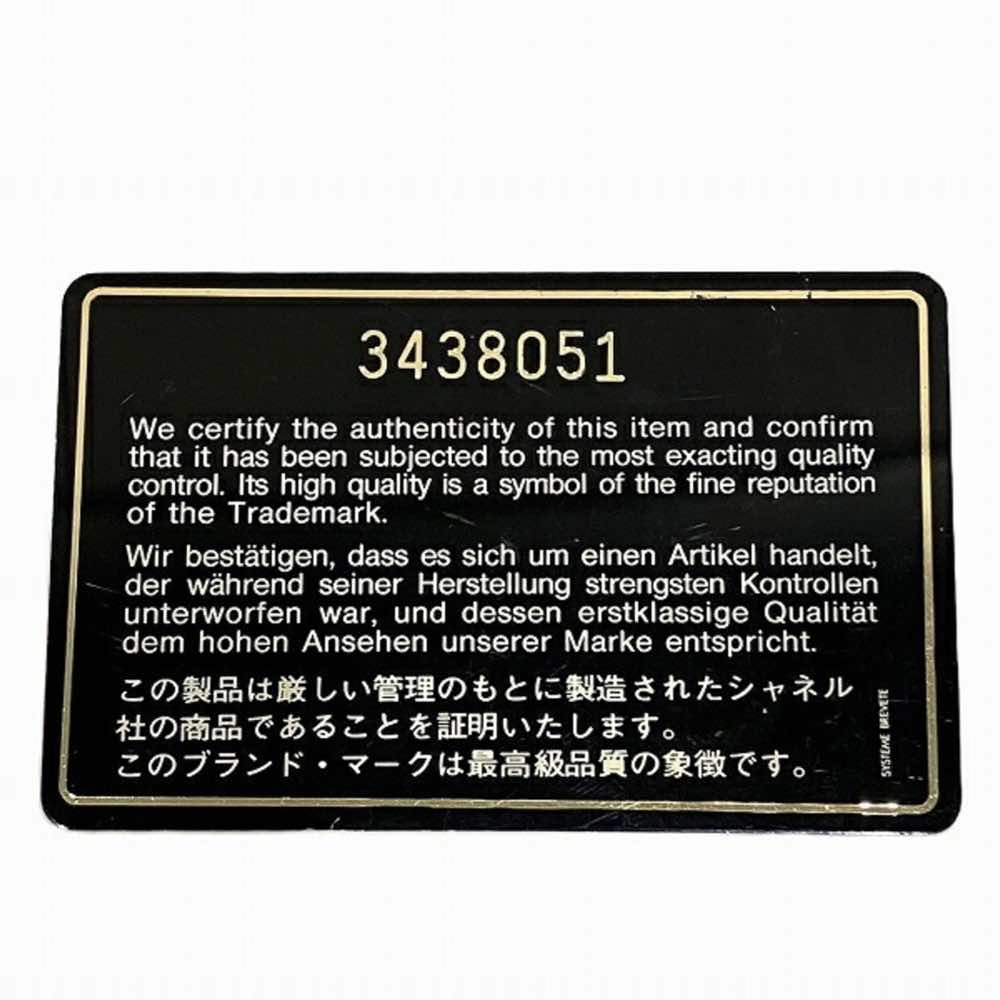 3438051
We certify the authenticity of this item and confirm
that it has been subjected to the most exacting quality
control. Its high quality is a symbol of the fine reputation
of the Trademark.
Wir bestätigen, dass es sich um einen Artikel handelt,
der während seiner Herstellung strengsten Kontrollen
unterworfen war, und dessen erstklassige Qualität
dem hohen Ansehen unserer Marke entspricht.
この製品は厳しい管理のもとに製造されたシャネル
社の商品であることを証明いたします。
このブランド・マークは最高級品質の象徴です。
SYSTEME BREVETE